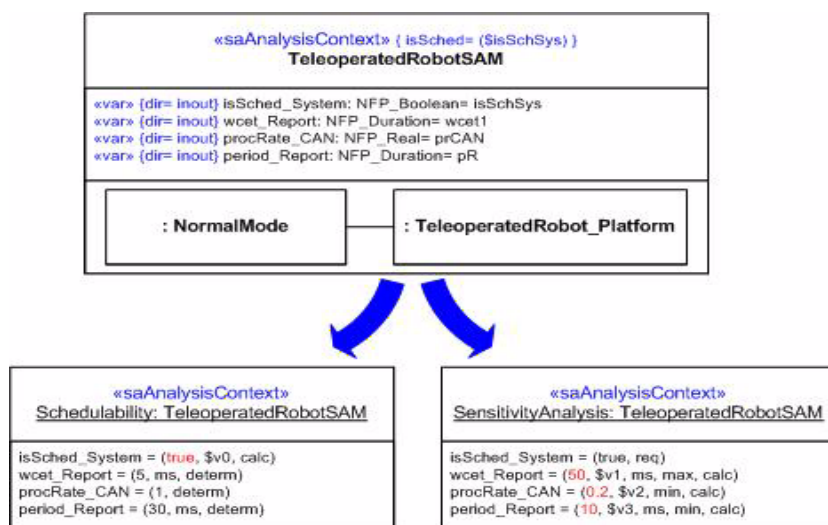 «saAnalysisContext» { isSched= ($isSchSys) }
TeleoperatedRobotSAM
«var» {dir= inout} isSched_System: NFP_Boolean= isSchSys
«var» {dir= inout} wcet_Report: NFP_Duration= wcet1
«var» {dir= inout} procRate_CAN: NFP_Real= prCAN
«var» {dir= inout} period_Report: NFP_Duration= pR
: NormalMode
: TeleoperatedRobot_Platform
«saAnalysisContext»
Schedulability: TeleoperatedRobotSAM
isSched_System = (true, $v0, calc)
wcet_Report = (5, ms, determ)
procRate_CAN = (1, determ)
period_Report = (30, ms, determ)
«saAnalysisContext»
SensitivityAnalysis: TeleoperatedRobotSAM
isSched_System = (true, req)
wcet_Report = (50, $v1, ms, max, calc)
procRate_CAN = (0.2, $v2, min, calc)
period_Report = (10, $v3, ms, min, calc)